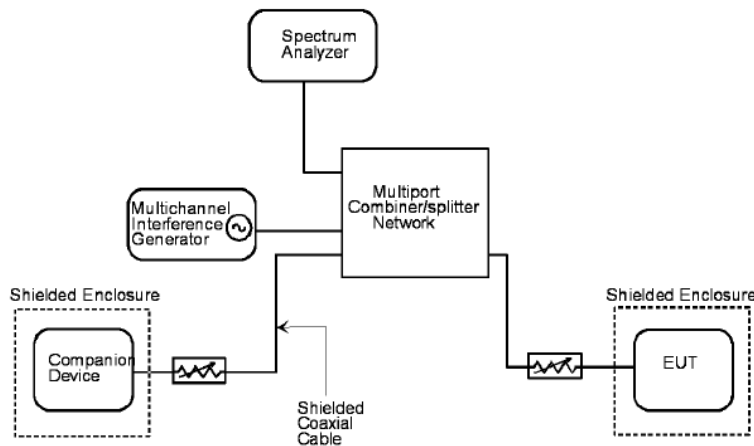 Spectrum
Analyzer
Multiport
Combiner/splitter
Network
Multichannel
Interference
Generator
Shielded Enclosure
Companion
Device
Shielded
Coaxial
Cable
Shielded Enclosure
EUT